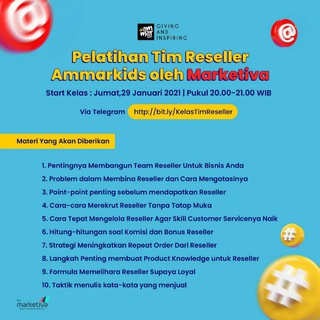 GIVING
AND
INSPIRING
Pelatihan Tim Reseller
Ammarkids oleh Marketiva
Start Kelas : Jumat,29 Januari 2021 | Pukul 20.00-21.00 WIB
Via Telegram http://bit.ly/KelasTimReseller
Materi Yang Akan Diberikan
1. Pentingnya Membangun Team Reseller Untuk Bisnis Anda
2. Problem dalam Membina Reseller dan Cara Mengatasinya
3. Point-point penting sebelum mendapatkan Reseller
4. Cara-cara Merekrut Reseller Tanpa Tatap Muka
5. Cara Tepat Mengelola Reseller Agar Skill Customer Servicenya Naik
6. Hitung-hitungan soal Komisi dan Bonus Reseller
7. Strategi Meningkatkan Repeat Order Dari Reseller
8. Langkah Penting membuat Product Knowledge untuk Reseller
9. Formula Memelihara Reseller Supaya Loyal
10. Taktik menulis kata-kata yang menjual
marketiva